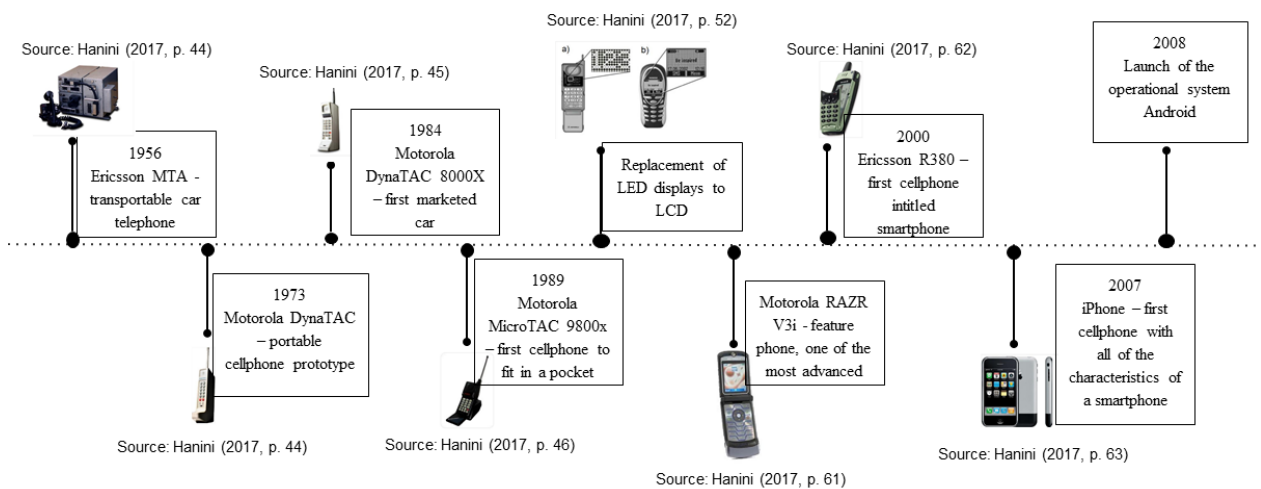 Source: Hanini (2017, p. 44)
1956
Ericsson MTA -
transportable car
telephone
1973
Motorola DynaTAC
– portable
cellphone prototype
Source: Hanini (2017, p. 44)
Source: Hanini (2017, p. 45)
1984
Motorola
DynaTAC 8000X
– first marketed
car
1989
Motorola
MicroTAC 9800x
– first cellphone to
fit in a pocket
Source: Hanini (2017, p. 46)
Source: Hanini (2017, p. 52)
a)
b)
Replacement of
LED displays to
LCD
Motorola RAZR
V3i - feature
phone, one of the
most advanced
Source: Hanini (2017, p. 61)
Source: Hanini (2017, p. 62)
2000
Ericsson R380 –
first cellphone
intitled
smartphone
2007
iPhone – first
cellphone with
all of the
characteristics of
a smartphone
Source: Hanini (2017, p. 63)
2008
Launch of the
operational system
Android